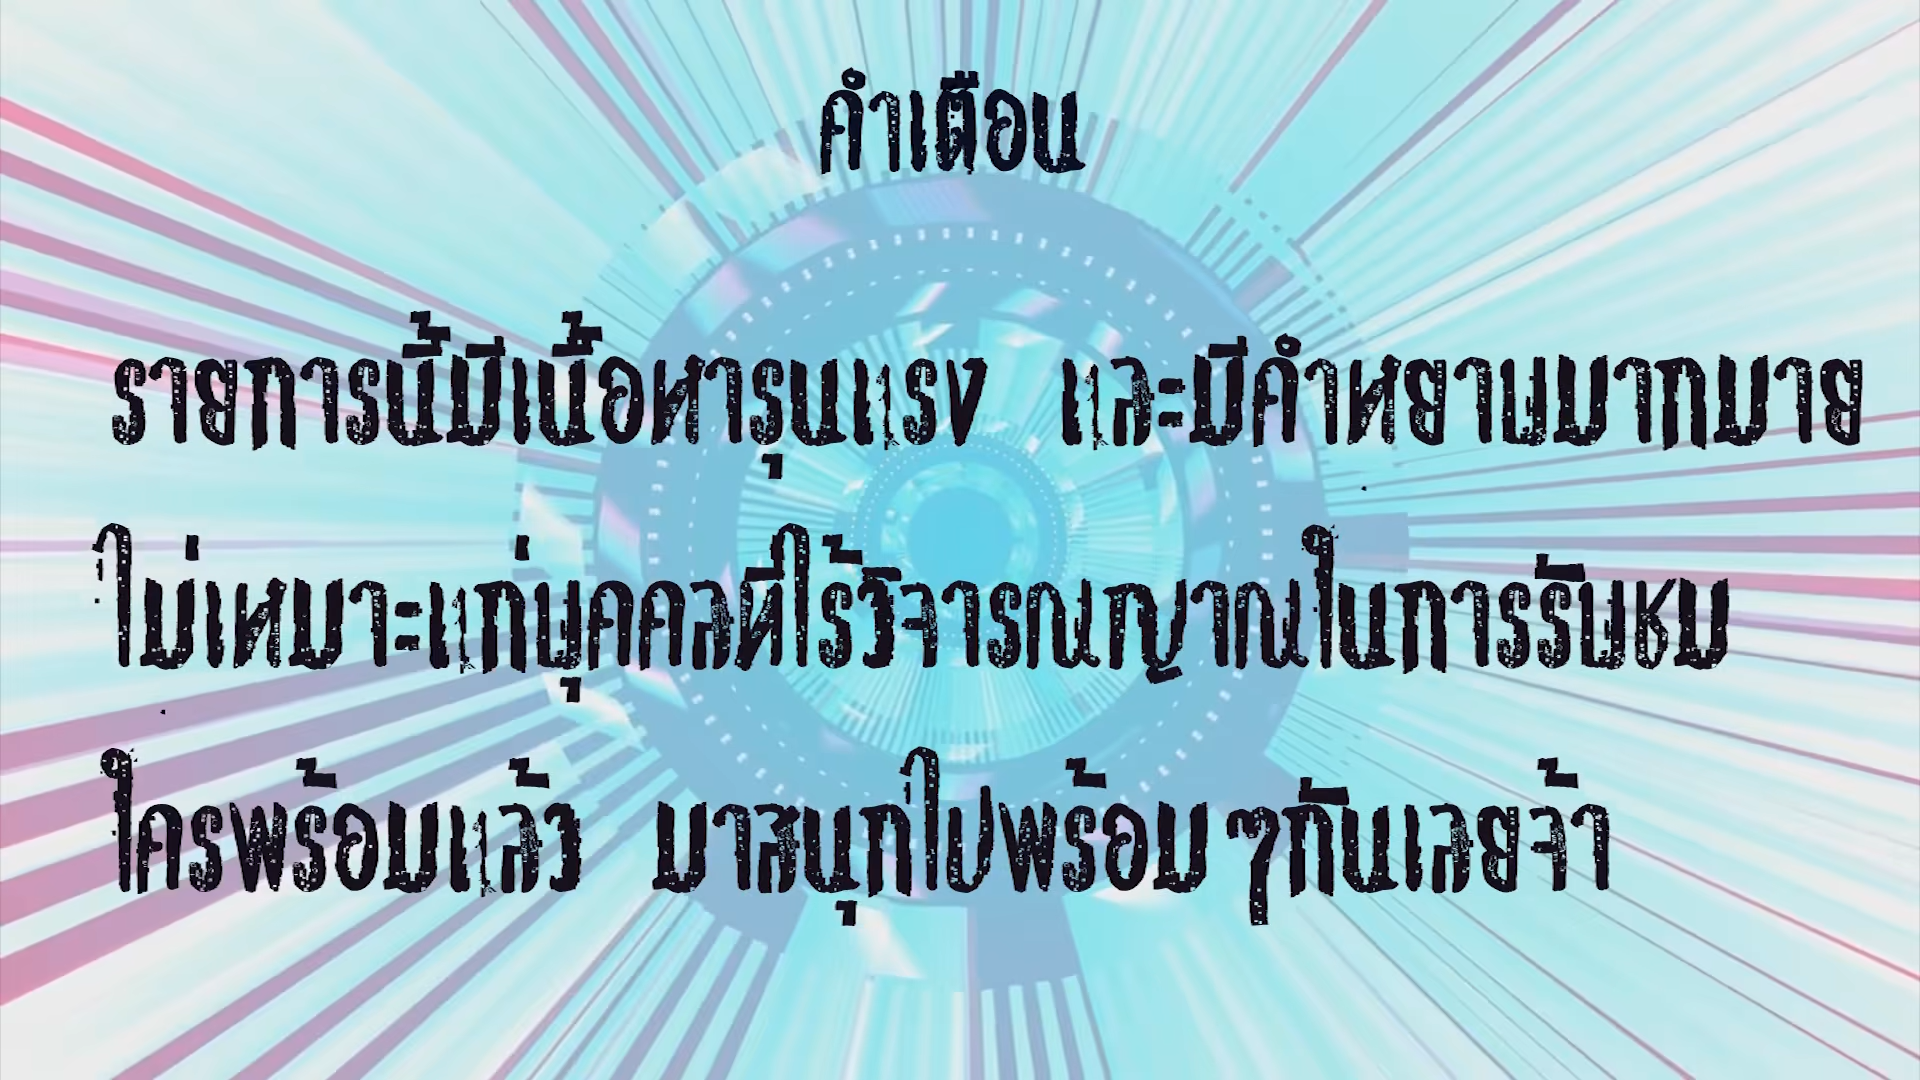 คำเตือน
รายการนี้มีเนื้อหารุนแรง และมีคำหยาบมากมาย
ไม่เหมาะแก่บุคคลที่ไร้วิจารณญาณในการรับชม
ใครพร้อมแล้ว มาสนุกไปพร้อมๆกันเลยจ้า